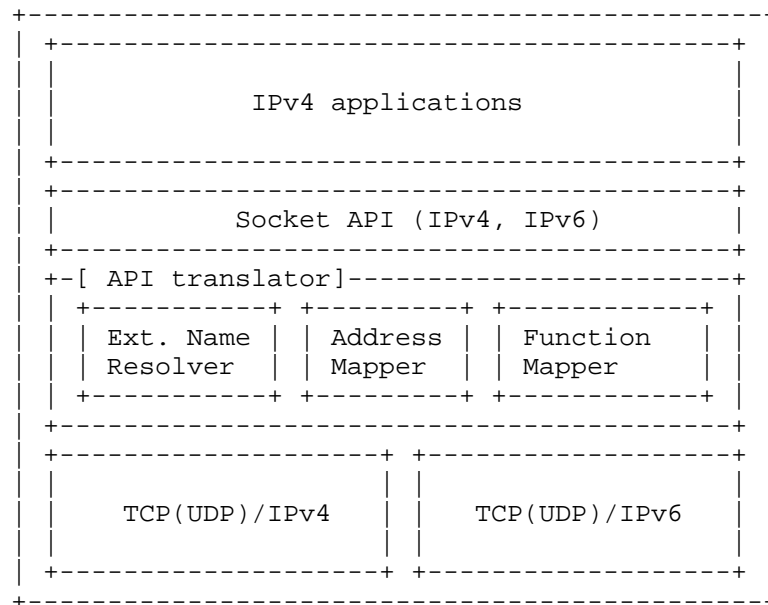 IPv4 applications
Socket API (IPv4, IPv6)
[ API translator]
Ext. Name Address Function
Resolver Mapper Mapper
TCP(UDP)/IPv4 TCP(UDP)/IPv6